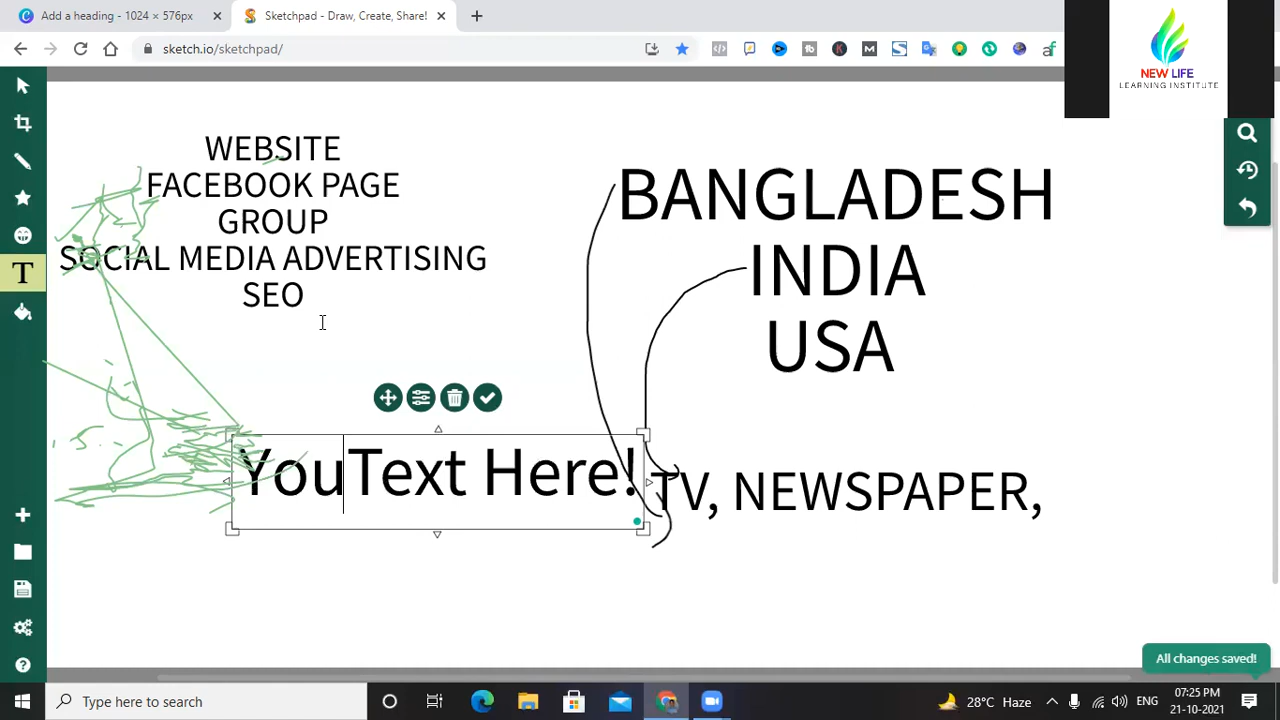 Add a heading - 1024 × 576px
Sketchpad - Draw, Create, Share!
sketch.io/sketchpad/
NEW LIFE
LEARNING INSTITUTE
WEBSITE
FACEBOOK PAGE
GROUP
SOCIAL MEDIA ADVERTISING
SEO
BANGLADESH
INDIA
USA
YouText Here!
TV, NEWSPAPER,
All changes saved!
Type here to search
28°C Haze
ENG
07:25 PM
21-10-2021